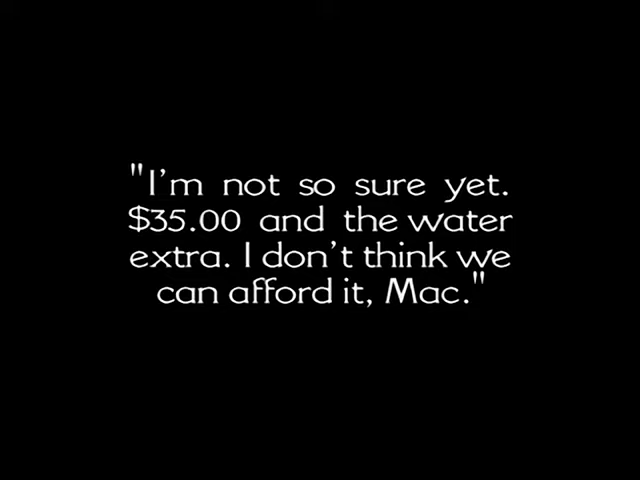 "I'm not so sure yet.
$35.00 and the water
extra. I don't think we
can afford it, Mac."